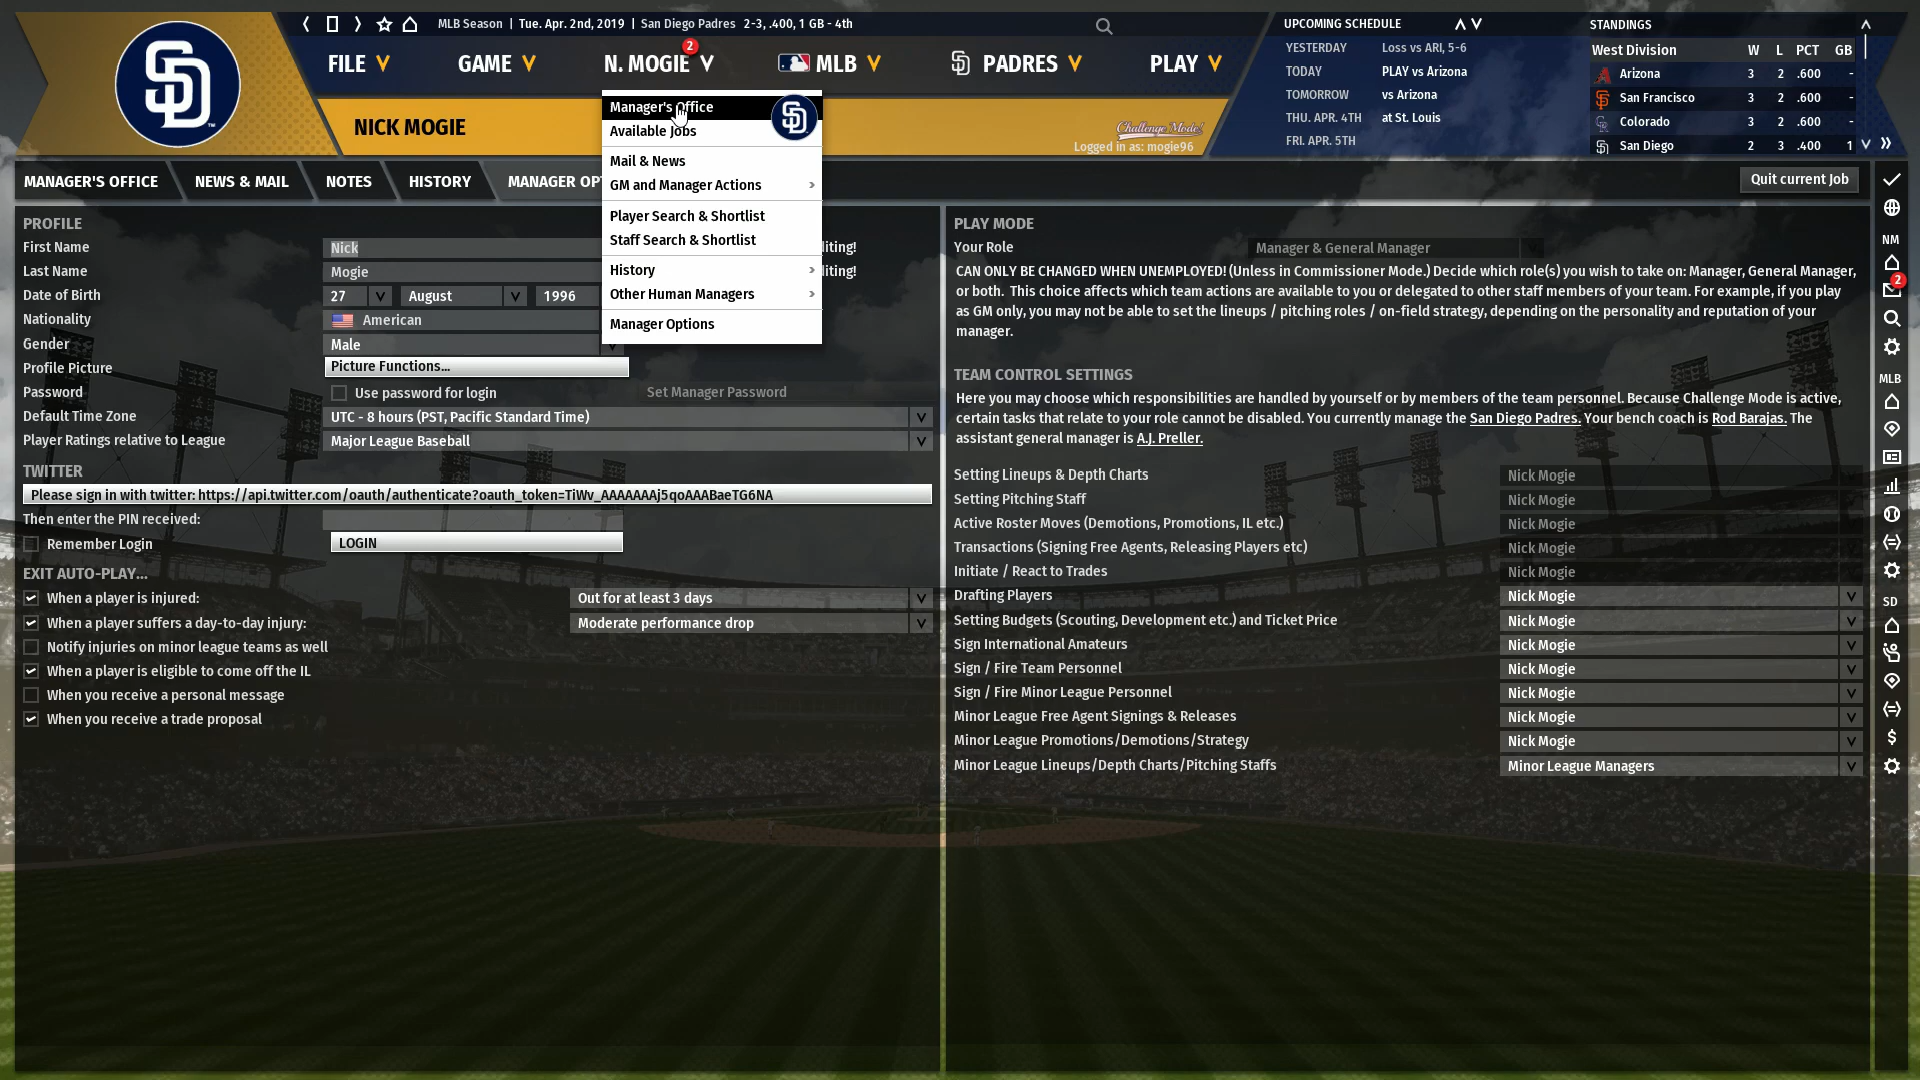 MLB Season | Tue. Apr. 2nd, 2019 | San Diego Padres 2-3, .400, 1 GB - 4th
FILE GAME N. MOGIE 2 MLB PADRES PLAY
NICK MOGIE
Challenge Mode!
Logged in as: mogie96
UPCOMING SCHEDULE
YESTERDAY Loss vs ARI, 5-6
TODAY PLAY vs Arizona
TOMORROW vs Arizona
THU. APR. 4TH at St. Louis
FRI. APR. 5TH
STANDINGS
West Division W L PCT GB
Arizona 3 2 .600 -
San Francisco 3 2 .600 -
Colorado 3 2 .600 -
San Diego 2 3 .400 1
Manager's Office
Available Jobs
Mail & News
GM and Manager Actions
Player Search & Shortlist
Staff Search & Shortlist
History
Other Human Managers
Manager Options
MANAGER'S OFFICE NEWS & MAIL NOTES HISTORY MANAGER OP
Quit current Job
PROFILE
First Name Nick iting!
Last Name Mogie iting!
Date of Birth 27 August 1996
Nationality American
Gender Male
Profile Picture Picture Functions...
Password Use password for login Set Manager Password
Default Time Zone UTC - 8 hours (PST, Pacific Standard Time)
Player Ratings relative to League Major League Baseball
TWITTER
Please sign in with twitter: https://api.twitter.com/oauth/authenticate?oauth_token=TiWv_AAAAAAAj5qoAAABaeTG6NA
Then enter the PIN received:
Remember Login LOGIN
EXIT AUTO-PLAY...
When a player is injured: Out for at least 3 days
When a player suffers a day-to-day injury: Moderate performance drop
Notify injuries on minor league teams as well
When a player is eligible to come off the IL
When you receive a personal message
When you receive a trade proposal
PLAY MODE
Your Role Manager & General Manager
CAN ONLY BE CHANGED WHEN UNEMPLOYED! (Unless in Commissioner Mode.) Decide which role(s) you wish to take on: Manager, General Manager,
or both. This choice affects which team actions are available to you or delegated to other staff members of your team. For example, if you play
as GM only, you may not be able to set the lineups / pitching roles / on-field strategy, depending on the personality and reputation of your
manager.
TEAM CONTROL SETTINGS
Here you may choose which responsibilities are handled by yourself or by members of the team personnel. Because Challenge Mode is active,
certain tasks that relate to your role cannot be disabled. You currently manage the San Diego Padres. Your bench coach is Rod Barajas. The
assistant general manager is A.J. Preller.
Setting Lineups & Depth Charts Nick Mogie
Setting Pitching Staff Nick Mogie
Active Roster Moves (Demotions, Promotions, IL etc.) Nick Mogie
Transactions (Signing Free Agents, Releasing Players etc) Nick Mogie
Initiate / React to Trades Nick Mogie
Drafting Players Nick Mogie
Setting Budgets (Scouting, Development etc.) and Ticket Price Nick Mogie
Sign International Amateurs Nick Mogie
Sign / Fire Team Personnel Nick Mogie
Sign / Fire Minor League Personnel Nick Mogie
Minor League Free Agent Signings & Releases Nick Mogie
Minor League Promotions/Demotions/Strategy Nick Mogie
Minor League Lineups/Depth Charts/Pitching Staffs Minor League Managers
NM
2
MLB
SD
$